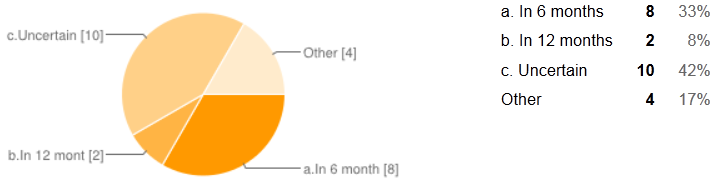 c.Uncertain [10]
Other [4]
b.In 12 mont [2]
a.In 6 month [8]
a. In 6 months 8 33%
b. In 12 months 2 8%
c. Uncertain 10 42%
Other 4 17%